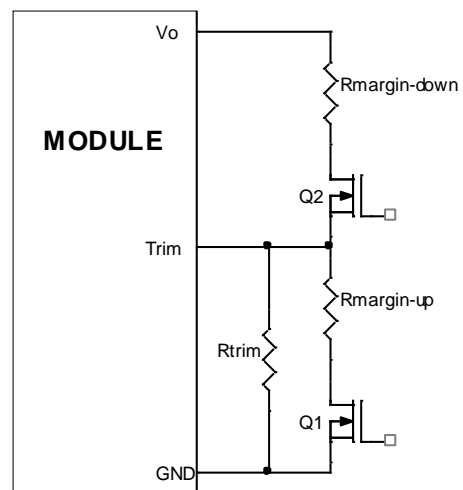 Vo
Rmargin-down
MODULE
Q2
Trim
Rmargin-up
Rtrim
Q1
GND